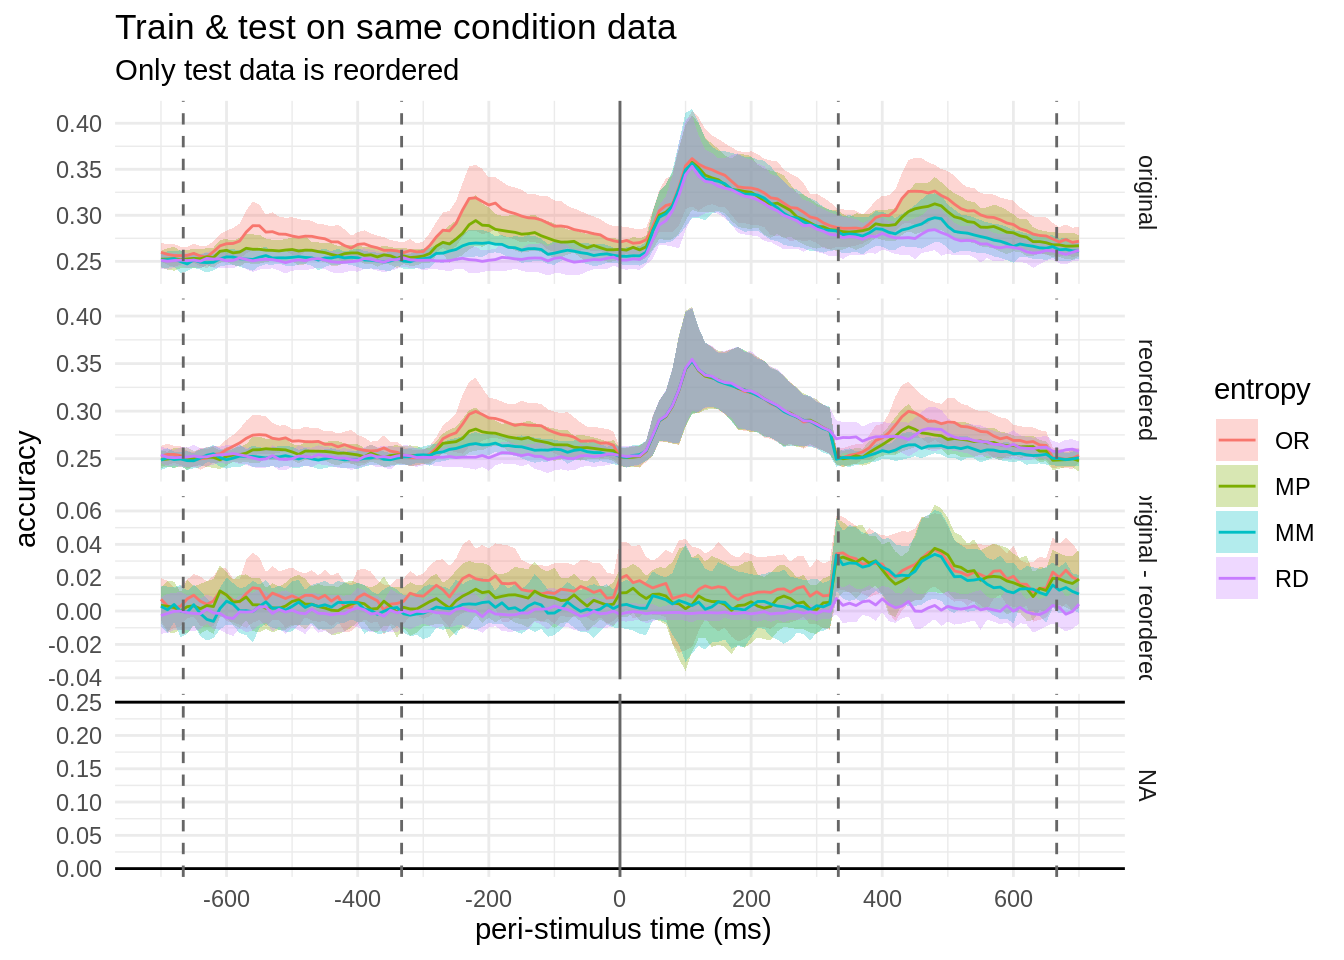 Train & test on same condition data
Only test data is reordered
accuracy
0.40
0.35
0.30
0.25
original
0.40
0.35
0.30
0.25
reordered
0.06
0.04
0.02
0.00
-0.02
-0.04
original - reordered
0.25
0.20
0.15
0.10
0.05
0.00
NA
-600 -400 -200 0 200 400 600
peri-stimulus time (ms)
entropy
OR
MP
MM
RD